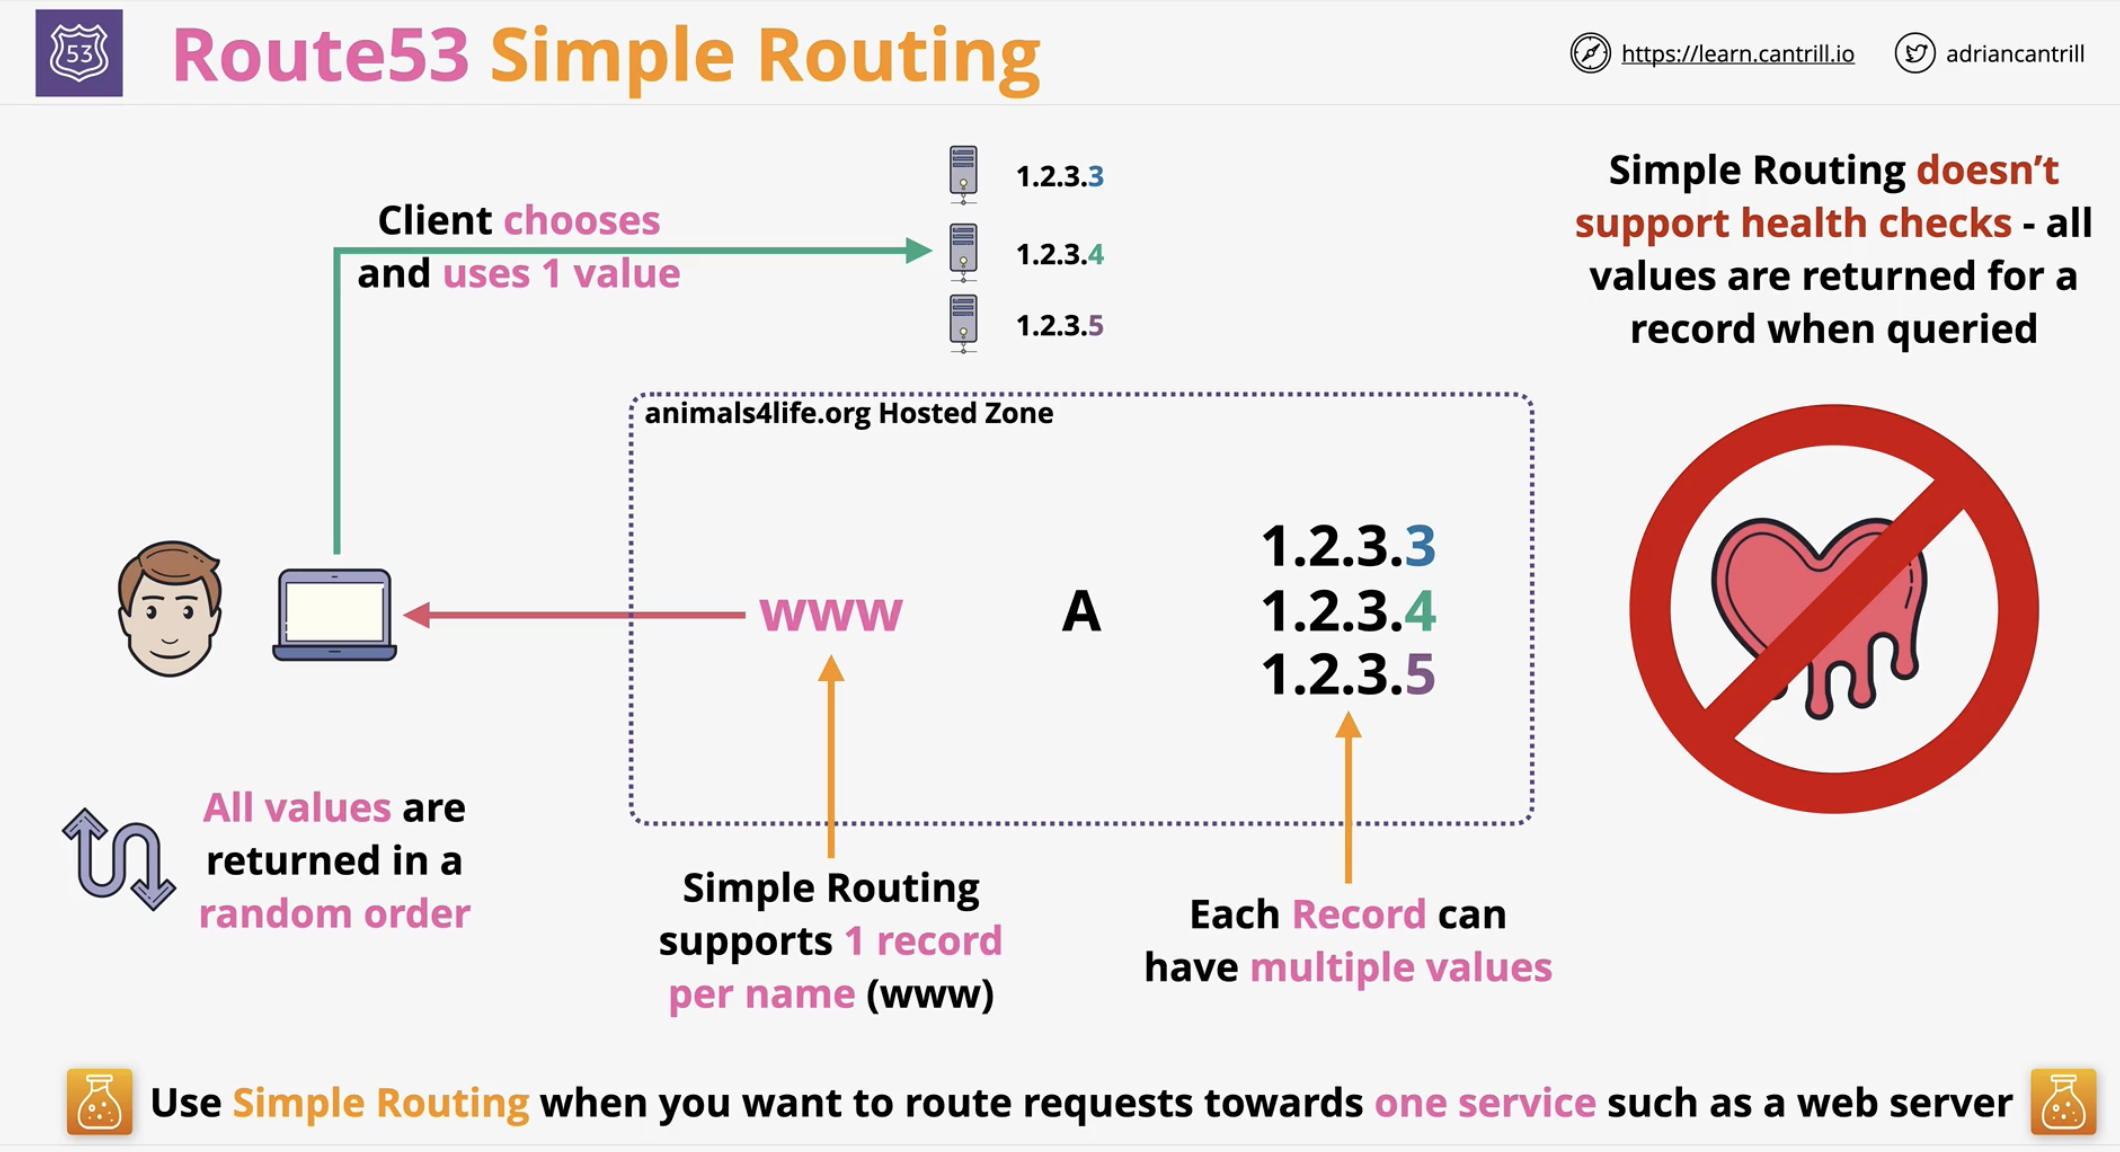 53
Route53 Simple Routing
https://learn.cantrill.io
adriancantrill
Client chooses
and uses 1 value
1.2.3.3
1.2.3.4
1.2.3.5
Simple Routing doesn’t
support health checks - all
values are returned for a
record when queried
animals4life.org Hosted Zone
www
A
1.2.3.3
1.2.3.4
1.2.3.5
All values are
returned in a
random order
Simple Routing
supports 1 record
per name (www)
Each Record can
have multiple values
Use Simple Routing when you want to route requests towards one service such as a web server